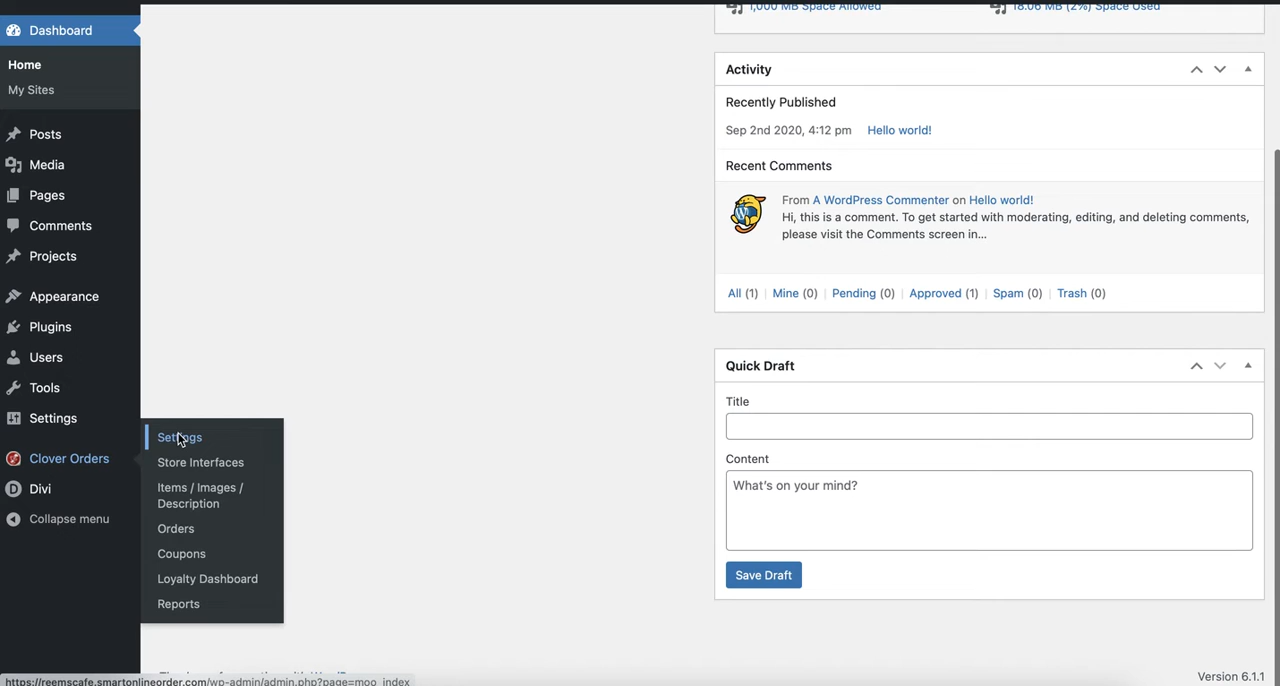 1,000 MB Space Allowed
18.06 MB (2%) Space Used
Dashboard
Home
My Sites
Posts
Media
Pages
Comments
Projects
Appearance
Plugins
Users
Tools
Settings
Clover Orders
Divi
Collapse menu
Settings
Store Interfaces
Items / Images /
Description
Orders
Coupons
Loyalty Dashboard
Reports
Activity
Recently Published
Sep 2nd 2020, 4:12 pm Hello world!
Recent Comments
From A WordPress Commenter on Hello world!
Hi, this is a comment. To get started with moderating, editing, and deleting comments,
please visit the Comments screen in…
All (1) | Mine (0) | Pending (0) | Approved (1) | Spam (0) | Trash (0)
Quick Draft
Title
Content
What's on your mind?
Save Draft
Version 6.1.1
https://reemscafe.smartonlineorder.com/wp-admin/admin.php?page=moo_index